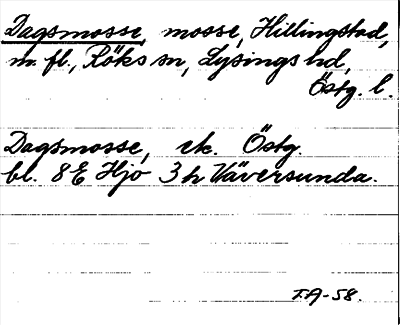 Dagsmosse, mosse, Hillingstad,
m. fl., Röks sn, Lysings hd,
Östg. l.
Dagsmosse, ek. Östg.
bl. 8E Hjo 3h Väversunda.
T.A-58.